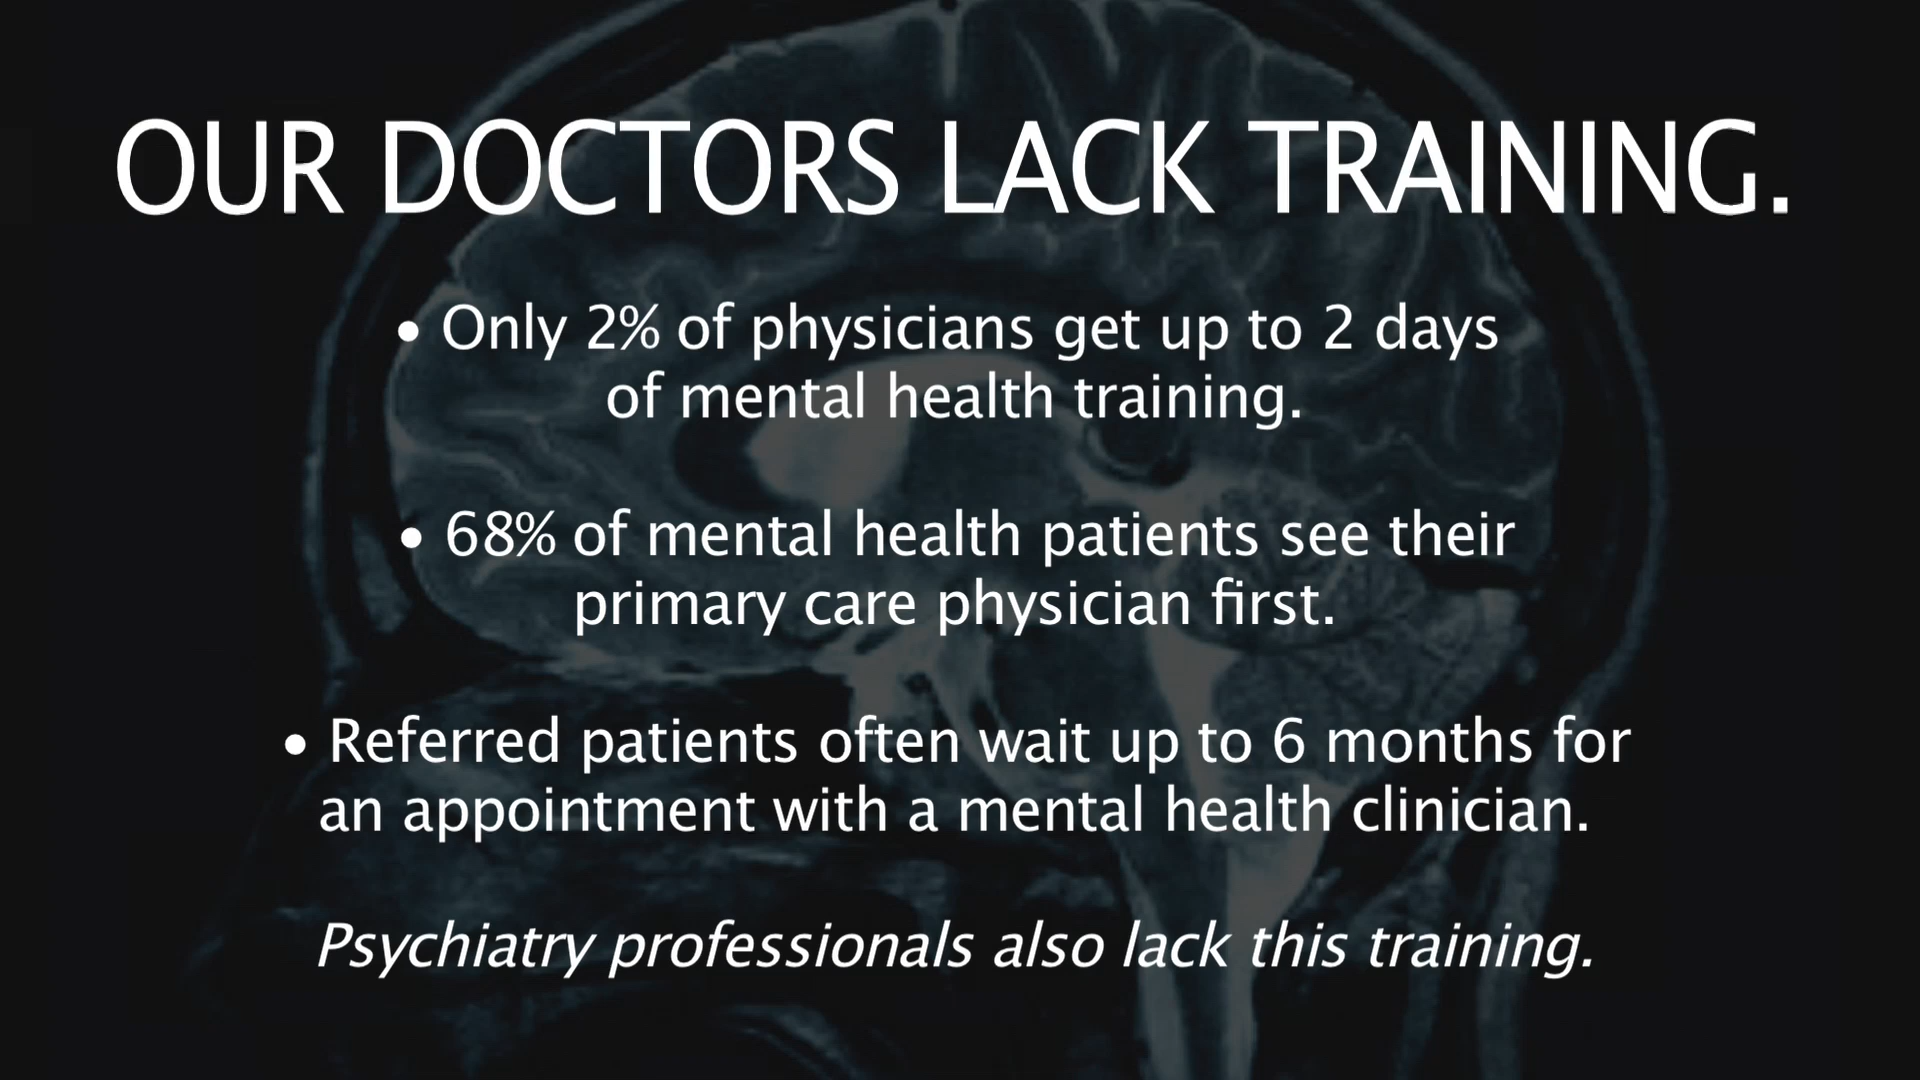 OUR DOCTORS LACK TRAINING.
• Only 2% of physicians get up to 2 days
of mental health training.
• 68% of mental health patients see their
primary care physician first.
• Referred patients often wait up to 6 months for
an appointment with a mental health clinician.
Psychiatry professionals also lack this training.